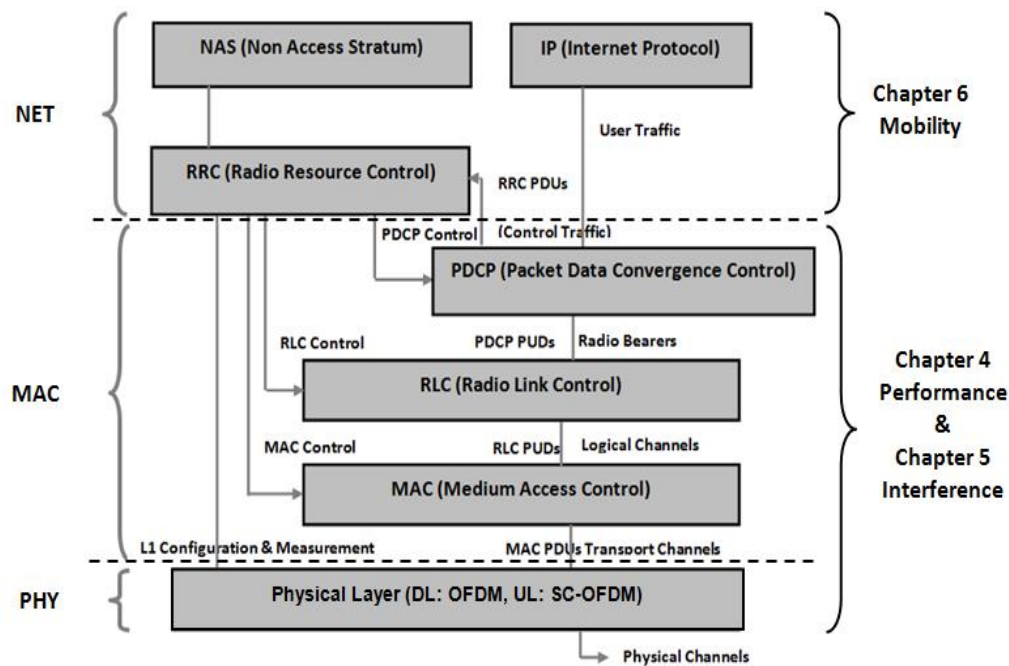 NAS (Non Access Stratum)
IP (Internet Protocol)
NET
Chapter 6
Mobility
User Traffic
RRC (Radio Resource Control)
RRC PDUs
PDCP Control
(Control Traffic)
PDCP (Packet Data Convergence Control)
RLC Control
PDCP PUDs
Radio Bearers
MAC
RLC (Radio Link Control)
Chapter 4
Performance
&
Chapter 5
Interference
MAC Control
RLC PUDs
Logical Channels
MAC (Medium Access Control)
L1 Configuration & Measurement
MAC PDUs Transport Channels
PHY
Physical Layer (DL: OFDM, UL: SC-OFDM)
Physical Channels